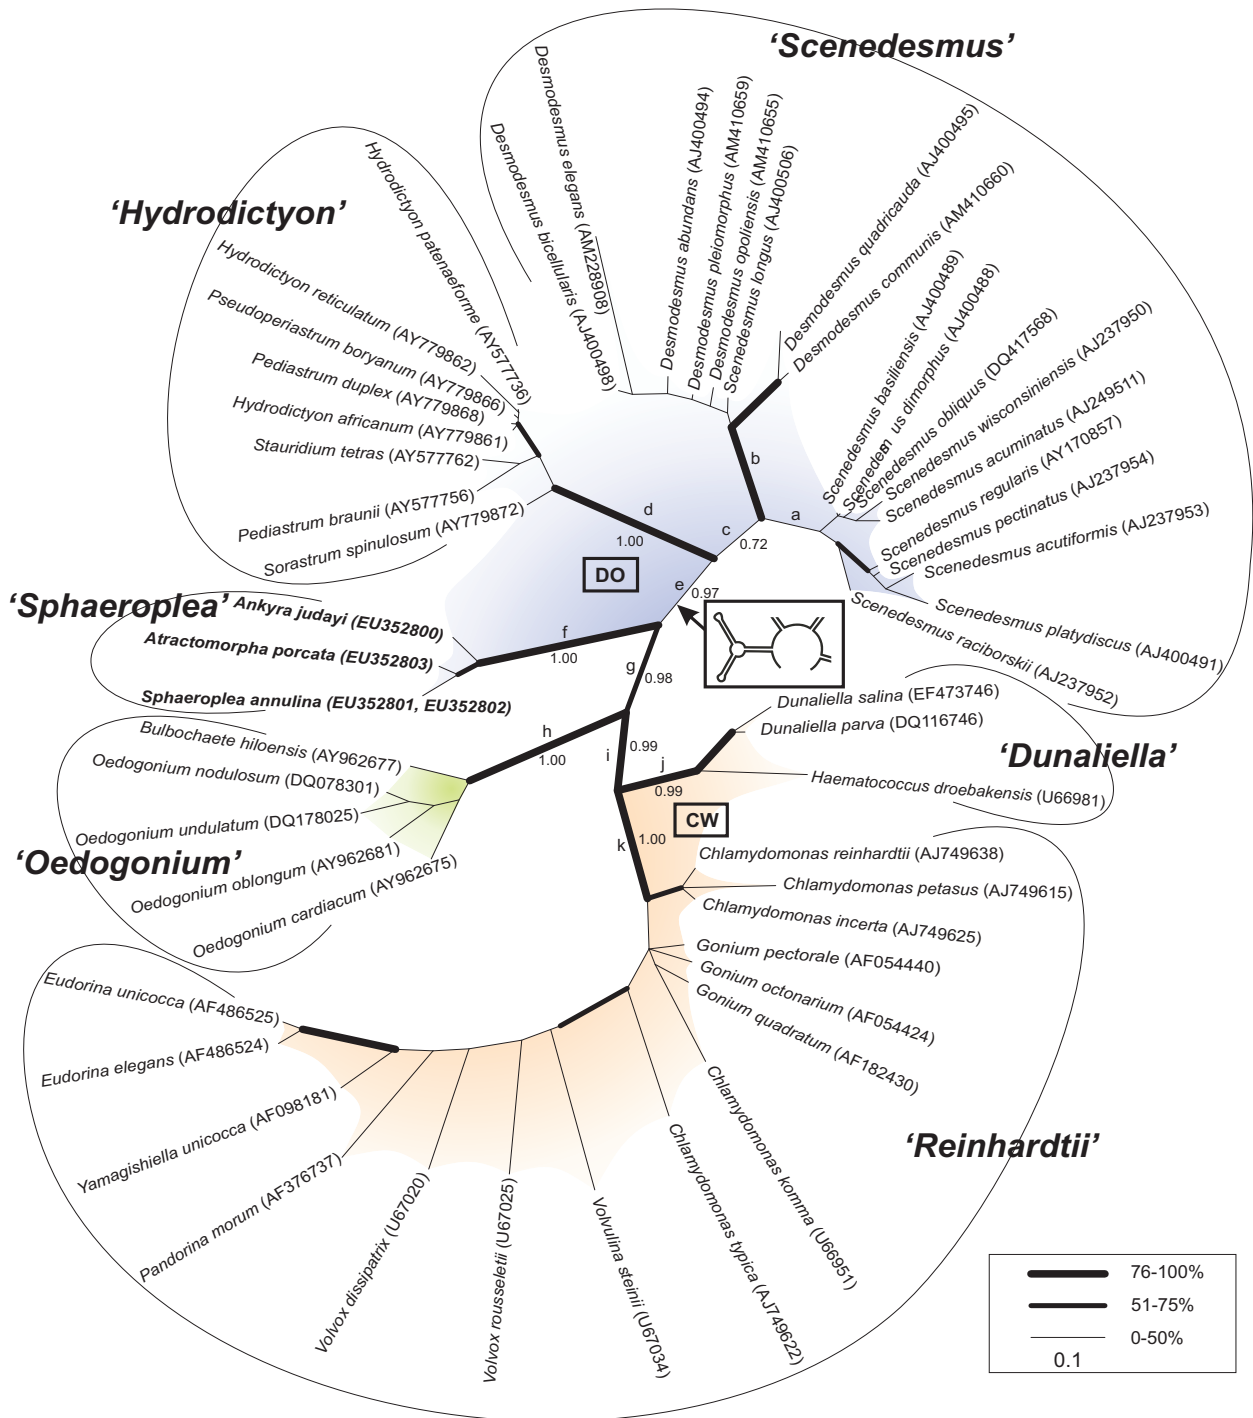 ‘Scenedesmus’
Desmodesmus elegans (AM228908)
Desmodesmus bicellularis (AJ400498)
Desmodesmus abundans (AJ400494)
Desmodesmus pleiomorphus (AM410659)
Desmodesmus opoliensis (AM410655)
Scenedesmus longus (AJ400506)
Desmodesmus quadricauda (AJ400495)
Desmodesmus communis (AM410660)
Scenedesmus basiliensis (AJ400489)
Scenedesm us dimorphus (AJ400488)
Scenedesmus obliquus (DQ417568)
Scenedesmus wisconsiniensis (AJ237950)
Scenedesmus acuminatus (AJ249511)
Scenedesmus regularis (AY170857)
Scenedesmus pectinatus (AJ237954)
Scenedesmus acutiformis (AJ237953)
Scenedesmus platydiscus (AJ400491)
Scenedesmus raciborskii (AJ237952)
‘Hydrodictyon’
Hydrodictyon patenaeforme (AY577736)
Hydrodictyon reticulatum (AY779862)
Pseudoperiastrum boryanum (AY779866)
Pediastrum duplex (AY779868)
Hydrodictyon africanum (AY779861)
Stauridium tetras (AY577762)
Pediastrum braunii (AY577756)
Sorastrum spinulosum (AY779872)
b
a
c
0.72
d
1.00
DO
e
0.97
‘Sphaeroplea’
Ankyra judayi (EU352800)
Atractomorpha porcata (EU352803)
Sphaeroplea annulina (EU352801, EU352802)
f
1.00
g
0.98
h
1.00
i
0.99
j
0.99
CW
k
1.00
‘Dunaliella’
Dunaliella salina (EF473746)
Dunaliella parva (DQ116746)
Haematococcus droebakensis (U66981)
‘Oedogonium’
Bulbochaete hiloensis (AY962677)
Oedogonium nodulosum (DQ078301)
Oedogonium undulatum (DQ178025)
Oedogonium oblongum (AY962681)
Oedogonium cardiacum (AY962675)
‘Reinhardtii’
Chlamydomonas reinhardtii (AJ749638)
Chlamydomonas petasus (AJ749615)
Chlamydomonas incerta (AJ749625)
Gonium pectorale (AF054440)
Gonium octonarium (AF054424)
Gonium quadratum (AF182430)
Chlamydomonas komma (U66951)
Chlamydomonas typica (AJ749622)
Volvulina steinii (U67034)
Volvox rousseletii (U67025)
Volvox dissipatrix (U67020)
Pandorina morum (AF376737)
Yamagishiella unicocca (AF098181)
Eudorina elegans (AF486524)
Eudorina unicocca (AF486525)
76-100%
51-75%
0-50%
0.1